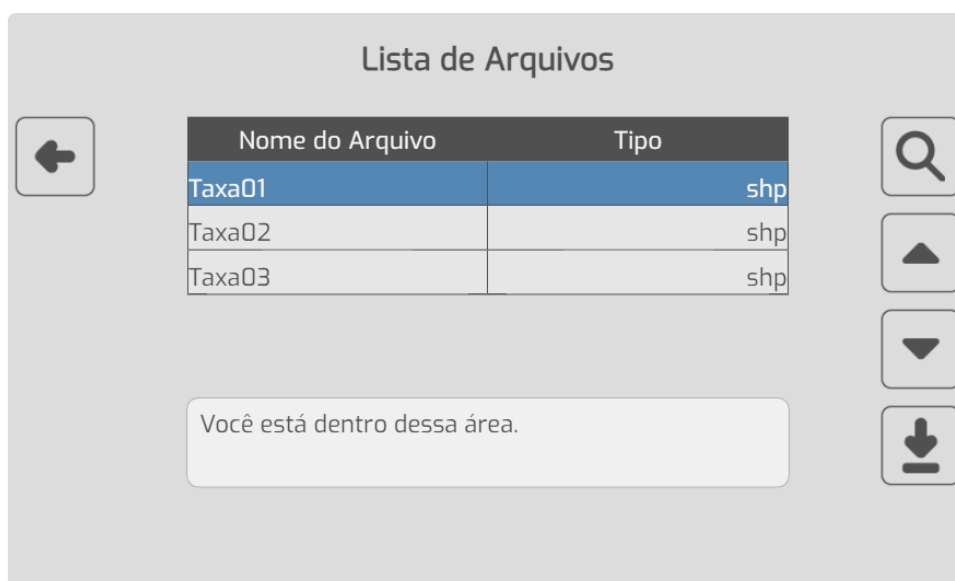 Lista de Arquivos
Nome do Arquivo Tipo
Taxa01 shp
Taxa02 shp
Taxa03 shp
Você está dentro dessa área.